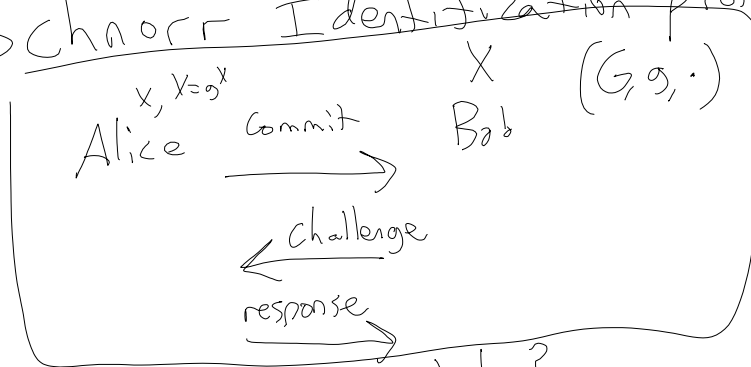 Schnorr Identification
x, X=g^x X (G, g, ·)
Alice Commit Bob
challenge
response
?